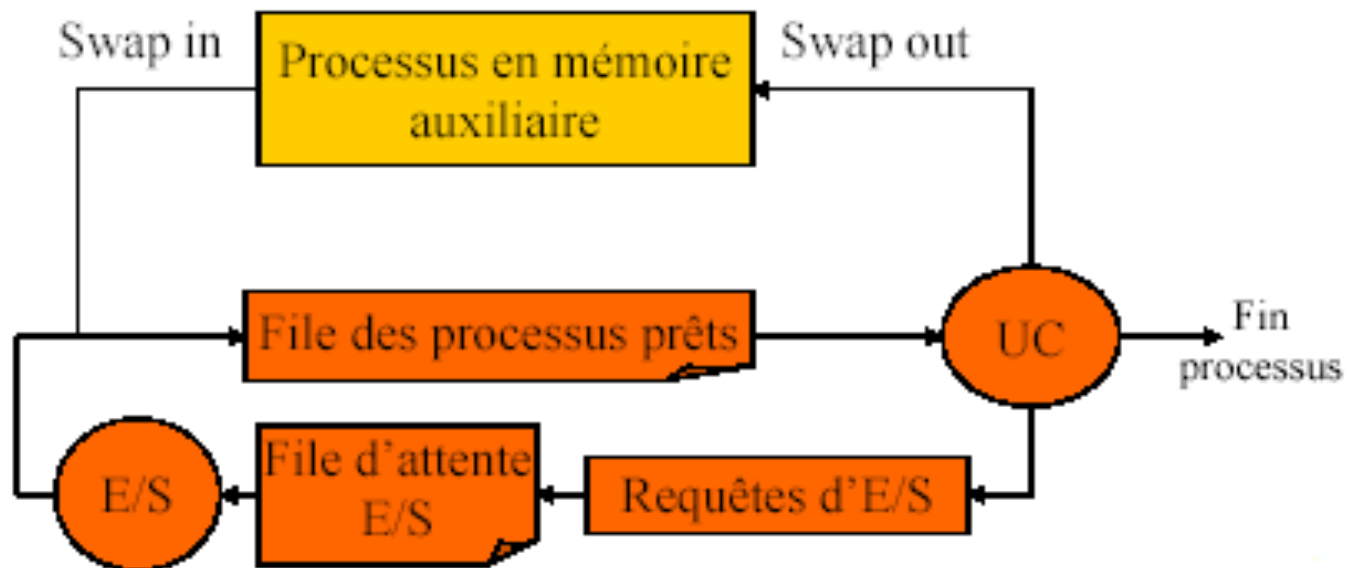 Swap in
Processus en mémoire
auxiliaire
Swap out
File des processus prêts
UC
Fin
processus
E/S
File d’attente
E/S
Requêtes d’E/S